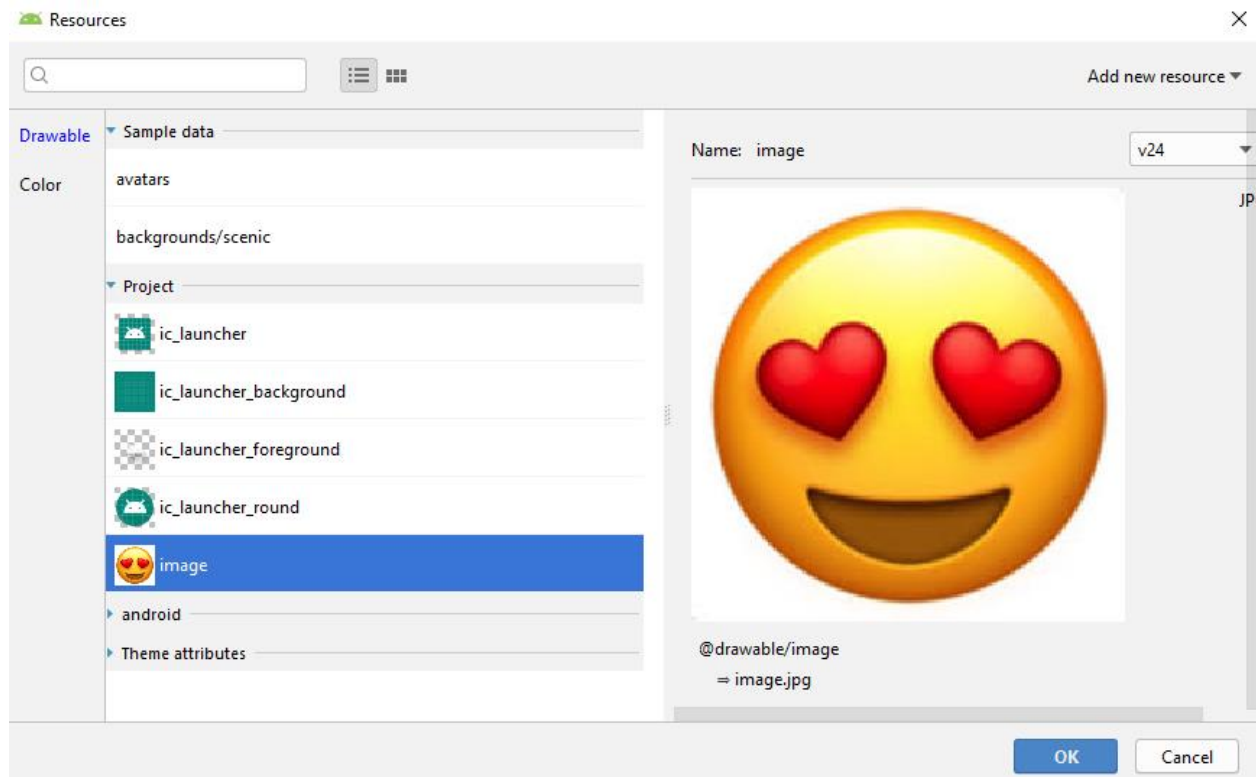 Resources
Add new resource
Drawable
Color
Sample data
avatars
backgrounds/scenic
Project
ic_launcher
ic_launcher_background
ic_launcher_foreground
ic_launcher_round
image
android
Theme attributes
Name: image
v24
JP
@drawable/image
⇒ image.jpg
OK
Cancel